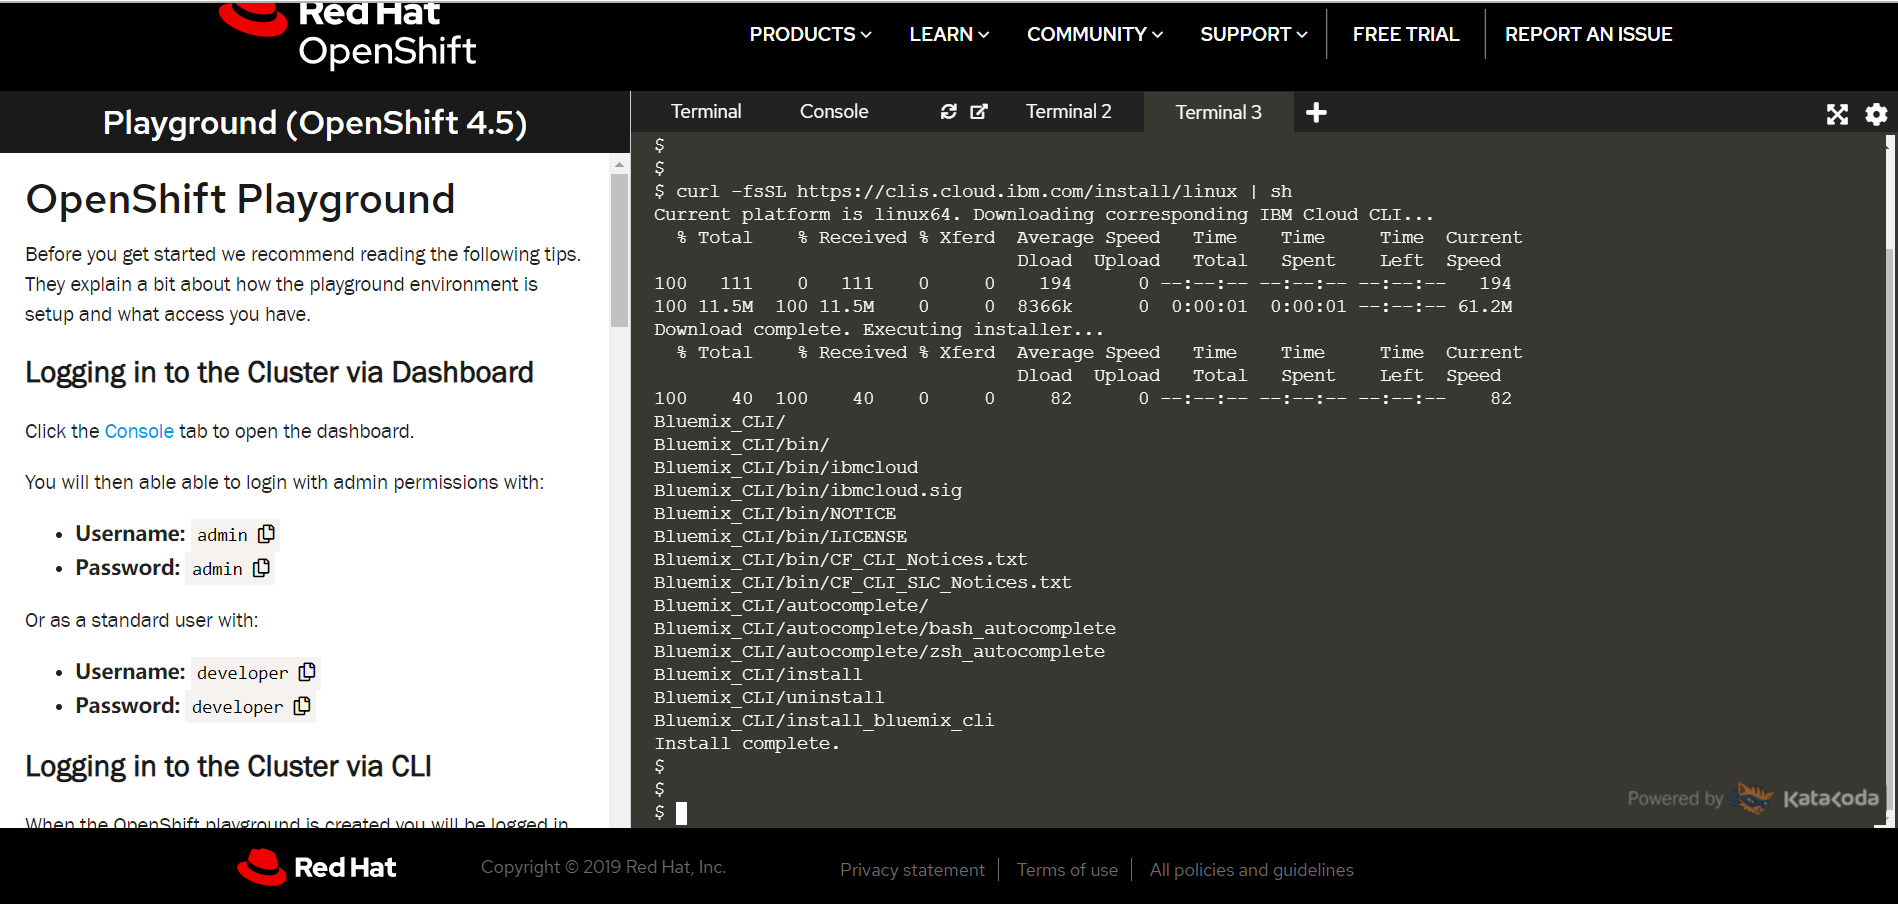 Red Hat
OpenShift
PRODUCTS LEARN COMMUNITY SUPPORT FREE TRIAL REPORT AN ISSUE
Playground (OpenShift 4.5)
OpenShift Playground
Before you get started we recommend reading the following tips.
They explain a bit about how the playground environment is
setup and what access you have.
Logging in to the Cluster via Dashboard
Click the Console tab to open the dashboard.
You will then able able to login with admin permissions with:
• Username: admin
• Password: admin
Or as a standard user with:
• Username: developer
• Password: developer
Logging in to the Cluster via CLI
When the OpenShift playground is created you will be logged in
Terminal Console Terminal 2 Terminal 3 +
$
$
$ curl -fsSL https://clis.cloud.ibm.com/install/linux | sh
Current platform is linux64. Downloading corresponding IBM Cloud CLI...
  % Total    % Received % Xferd  Average Speed   Time    Time     Time  Current
                                 Dload  Upload   Total   Spent    Left  Speed
100   111    0   111    0     0    194      0 --:--:-- --:--:-- --:--:--   194
100 11.5M  100 11.5M    0     0  8366k      0  0:00:01  0:00:01 --:--:-- 61.2M
Download complete. Executing installer...
  % Total    % Received % Xferd  Average Speed   Time    Time     Time  Current
                                 Dload  Upload   Total   Spent    Left  Speed
100    40  100    40    0     0     82      0 --:--:-- --:--:-- --:--:--    82
Bluemix_CLI/
Bluemix_CLI/bin/
Bluemix_CLI/bin/ibmcloud
Bluemix_CLI/bin/ibmcloud.sig
Bluemix_CLI/bin/NOTICE
Bluemix_CLI/bin/LICENSE
Bluemix_CLI/bin/CF_CLI_Notices.txt
Bluemix_CLI/bin/CF_CLI_SLC_Notices.txt
Bluemix_CLI/autocomplete/
Bluemix_CLI/autocomplete/bash_autocomplete
Bluemix_CLI/autocomplete/zsh_autocomplete
Bluemix_CLI/install
Bluemix_CLI/uninstall
Bluemix_CLI/install_bluemix_cli
Install complete.
$
$
$
Powered by Katacoda
Red Hat
Copyright © 2019 Red Hat, Inc.
Privacy statement | Terms of use | All policies and guidelines